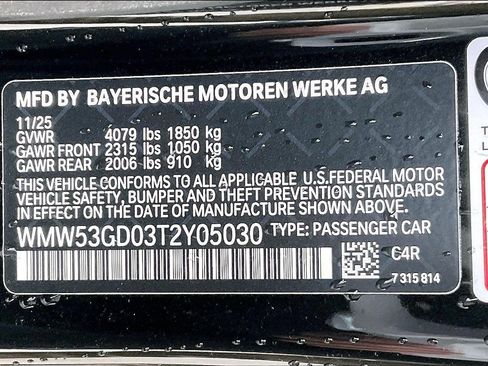 MFD BY BAYERISCHE MOTOREN WERKE AG
11/25
GVWR 4079 lbs 1850 kg
GAWR FRONT 2315 lbs 1050 kg
GAWR REAR 2006 lbs 910 kg
THIS VEHICLE CONFORMS TO ALL APPLICABLE U.S.FEDERAL MOTOR
VEHICLE SAFETY, BUMPER AND THEFT PREVENTION STANDARDS
IN EFFECT ON THE DATE OF MANUFACTURE SHOWN ABOVE.
WMW53GD03T2Y05030 TYPE: PASSENGER CAR
C4R
7 315 814